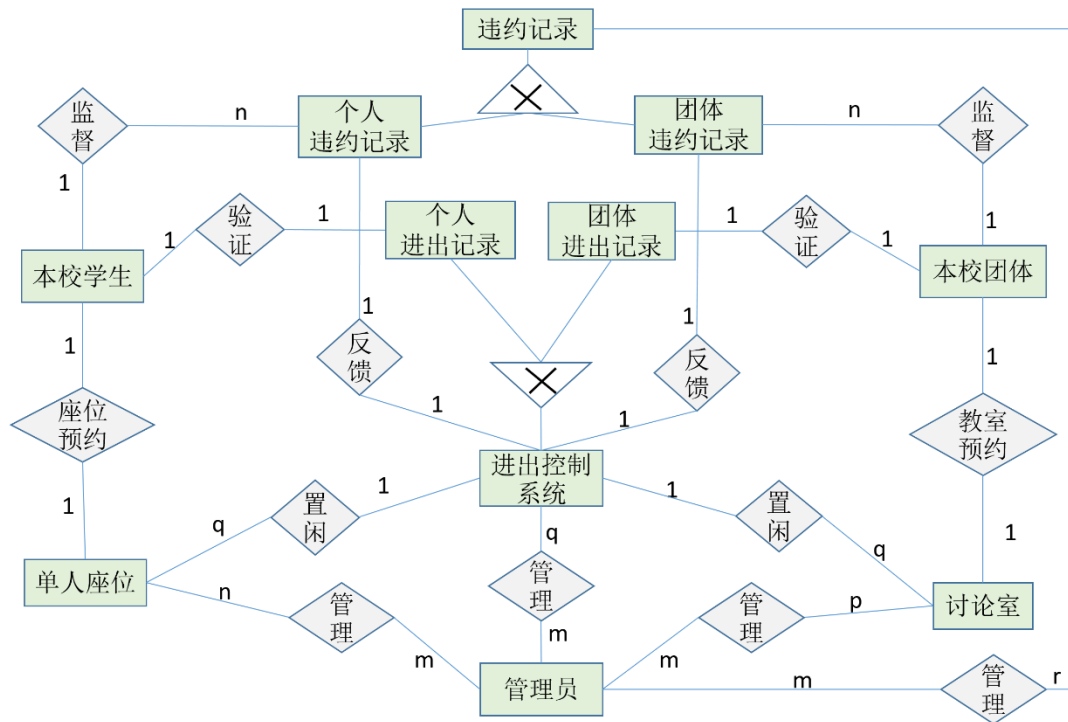 违约记录
监
督
n
个人
违约记录
团体
违约记录
n
监
督
1
验
证
1
个人
进出记录
团体
进出记录
1
验
证
1
1
1
本校学生
本校团体
1
1
反
馈
反
馈
1
1
座位
预约
1
1
教室
预约
进出控制
系统
1
1
1
1
置
闲
置
闲
q
q
q
单人座位
n
管
理
管
理
管
理
p
讨论室
m
m
m
管理员
m
管
理
r